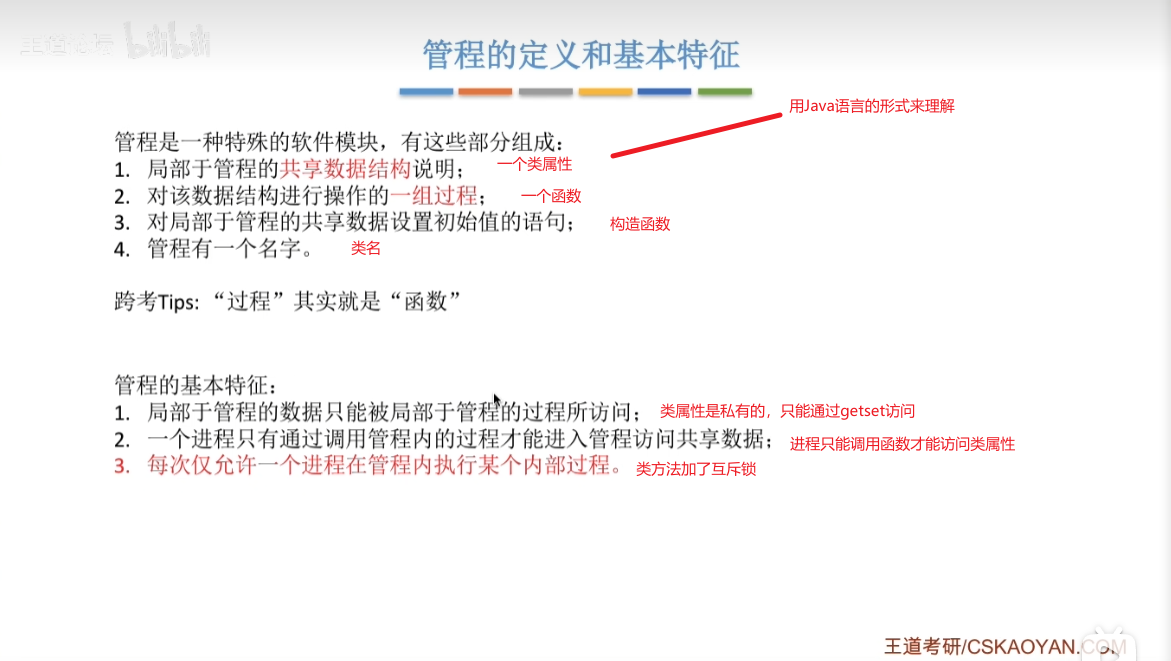 王道论坛 bilibili
管程的定义和基本特征
用Java语言的形式来理解
管程是一种特殊的软件模块，有这些部分组成：
1. 局部于管程的共享数据结构说明； 一个类属性
2. 对该数据结构进行操作的一组过程； 一个函数
3. 对局部于管程的共享数据设置初始值的语句； 构造函数
4. 管程有一个名字。 类名
跨考Tips: “过程”其实就是“函数”
管程的基本特征：
1. 局部于管程的数据只能被局部于管程的过程所访问； 类属性是私有的，只能通过getset访问
2. 一个进程只有通过调用管程内的过程才能进入管程访问共享数据； 进程只能调用函数才能访问类属性
3. 每次仅允许一个进程在管程内执行某个内部过程。 类方法加了互斥锁
王道考研/CSKAOYAN.COM